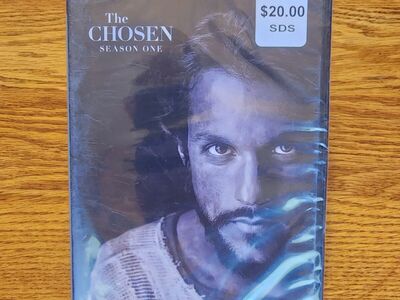 The
CHOSEN
SEASON ONE
$20.00
SDS